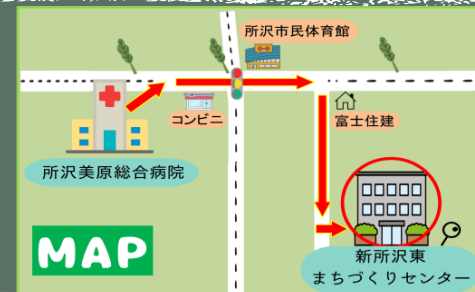 所沢市民体育館
コンビニ
富士住建
所沢美原総合病院
MAP
新所沢東
まちづくりセンター